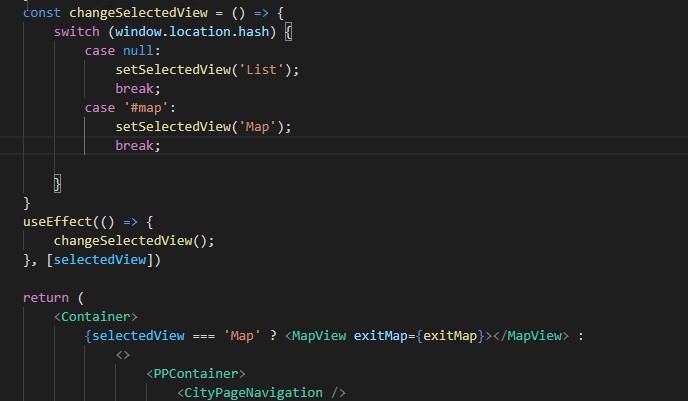 const changeSelectedView = () => {
switch (window.location.hash) {
case null:
setSelectedView('List');
break;
case '#map':
setSelectedView('Map');
break;
}
}
useEffect(() => {
changeSelectedView();
}, [selectedView])
return (
<Container>
{selectedView === 'Map' ? <MapView exitMap={exitMap}></MapView> :
<>
<PPContainer>
<CityPageNavigation />